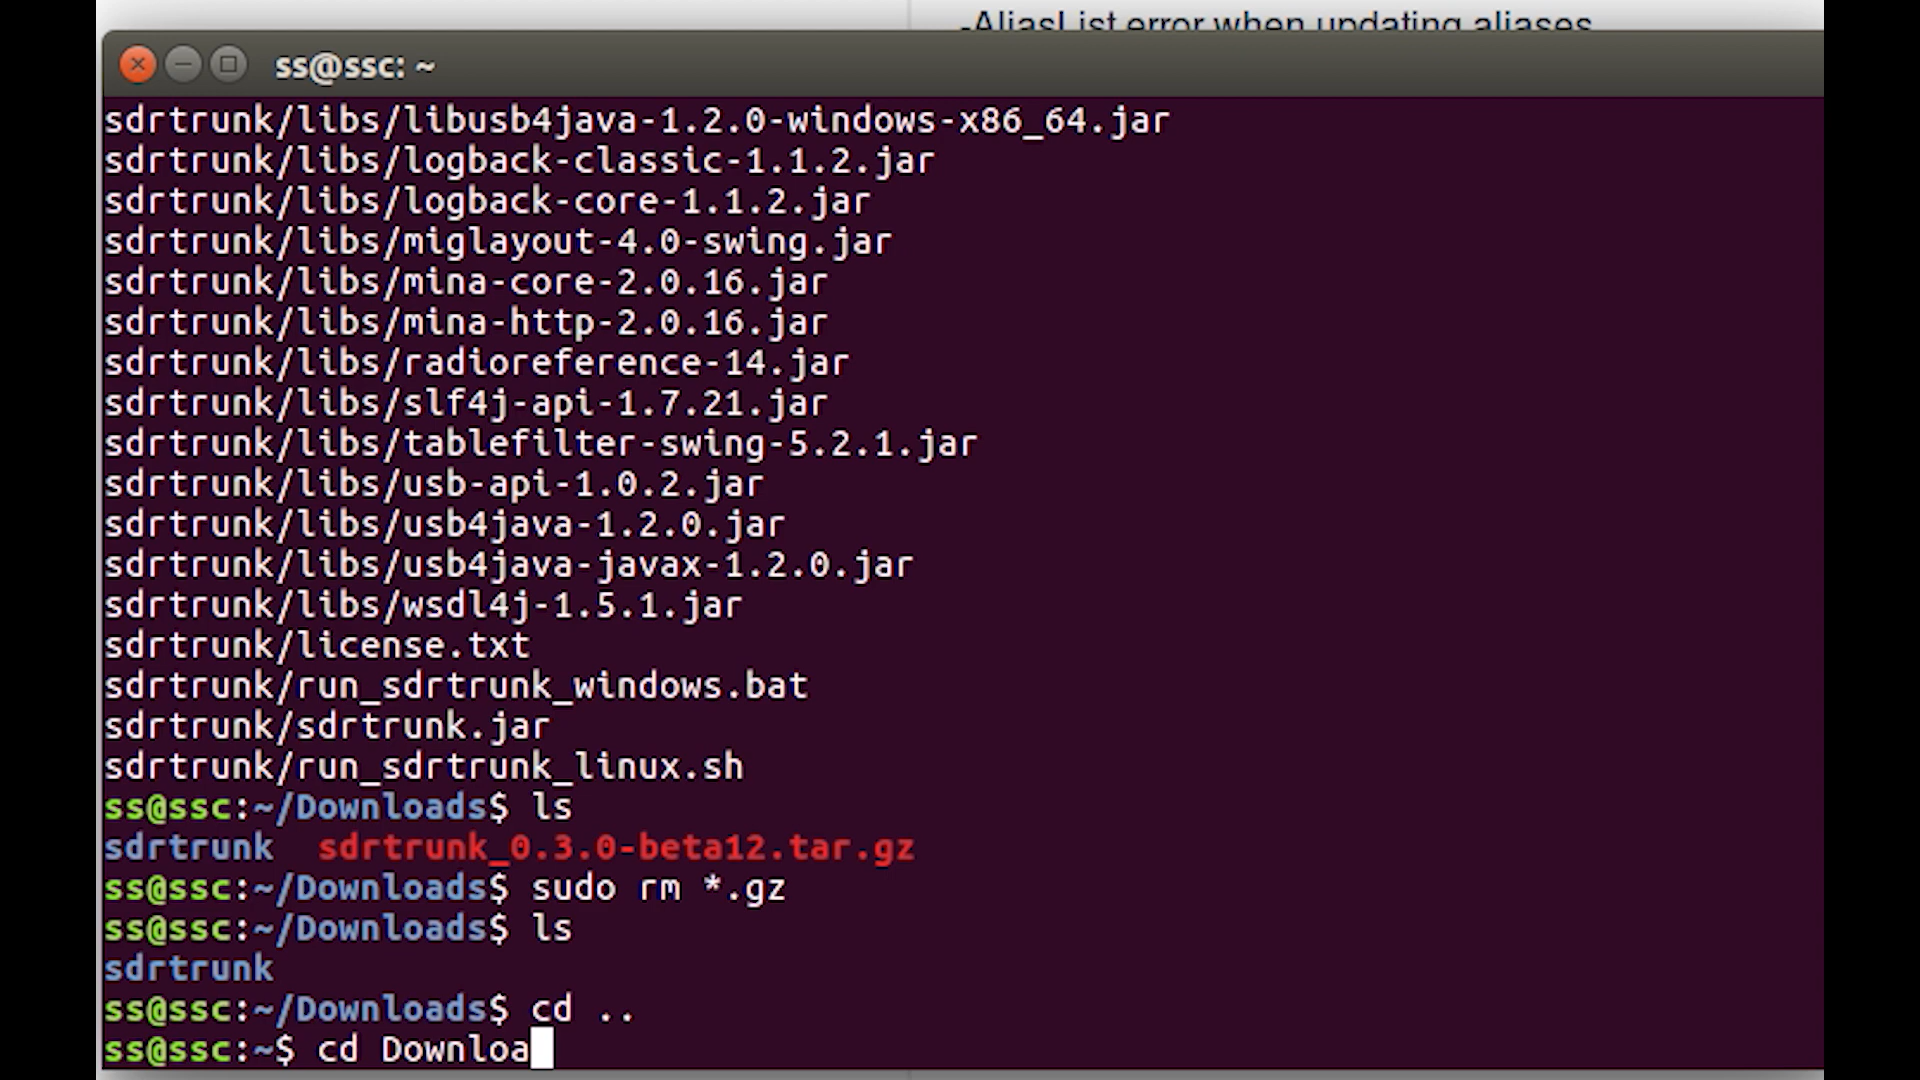 -AliasList error when updating aliases
ss@ssc: ~
sdrtrunk/libs/libusb4java-1.2.0-windows-x86_64.jar
sdrtrunk/libs/logback-classic-1.1.2.jar
sdrtrunk/libs/logback-core-1.1.2.jar
sdrtrunk/libs/miglayout-4.0-swing.jar
sdrtrunk/libs/mina-core-2.0.16.jar
sdrtrunk/libs/mina-http-2.0.16.jar
sdrtrunk/libs/radioreference-14.jar
sdrtrunk/libs/slf4j-api-1.7.21.jar
sdrtrunk/libs/tablefilter-swing-5.2.1.jar
sdrtrunk/libs/usb-api-1.0.2.jar
sdrtrunk/libs/usb4java-1.2.0.jar
sdrtrunk/libs/usb4java-javax-1.2.0.jar
sdrtrunk/libs/wsdl4j-1.5.1.jar
sdrtrunk/license.txt
sdrtrunk/run_sdrtrunk_windows.bat
sdrtrunk/sdrtrunk.jar
sdrtrunk/run_sdrtrunk_linux.sh
ss@ssc:~/Downloads$ ls
sdrtrunk  sdrtrunk_0.3.0-beta12.tar.gz
ss@ssc:~/Downloads$ sudo rm *.gz
ss@ssc:~/Downloads$ ls
sdrtrunk
ss@ssc:~/Downloads$ cd ..
ss@ssc:~$ cd Downloa